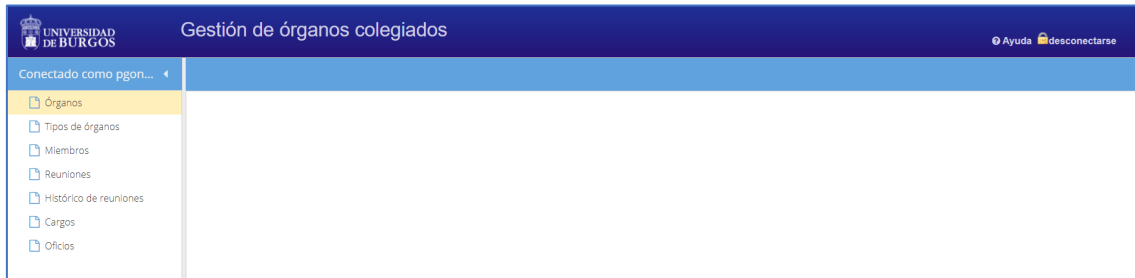 UNIVERSIDAD
DE BURGOS
Gestión de órganos colegiados
Ayuda desconectarse
Conectado como pgon...
Órganos
Tipos de órganos
Miembros
Reuniones
Histórico de reuniones
Cargos
Oficios